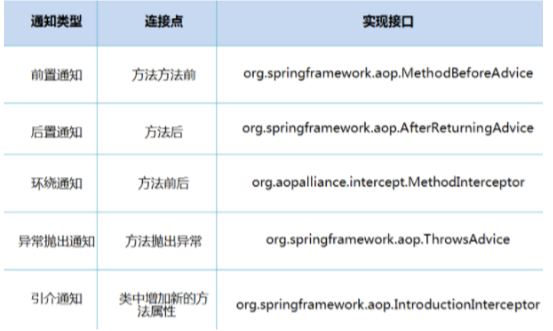 通知类型 连接点 实现接口
前置通知 方法方法前 org.springframework.aop.MethodBeforeAdvice
后置通知 方法后 org.springframework.aop.AfterReturningAdvice
环绕通知 方法前后 org.aopalliance.intercept.MethodInterceptor
异常抛出通知 方法抛出异常 org.springframework.aop.ThrowsAdvice
引介通知 类中增加新的方
法属性 org.springframework.aop.IntroductionInterceptor